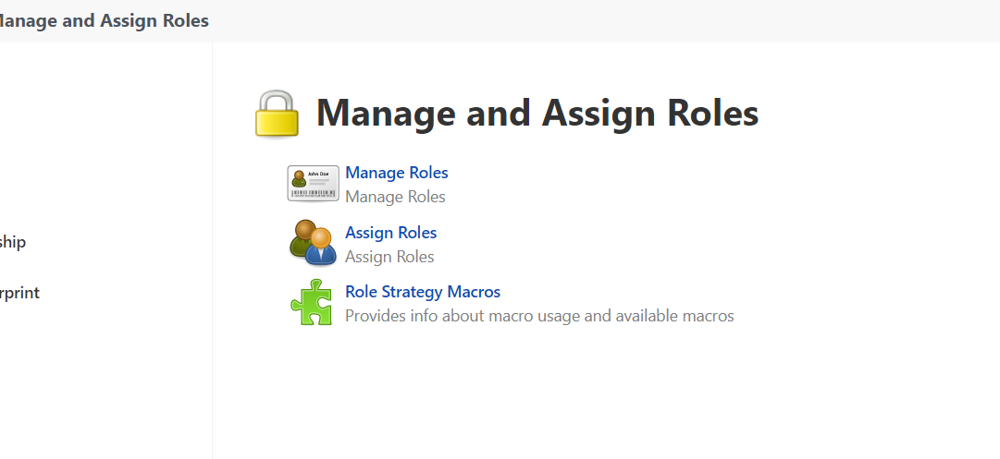 Manage and Assign Roles
Manage and Assign Roles
John Doe
Manage Roles
Manage Roles
Assign Roles
Assign Roles
ship
Role Strategy Macros
rprint
Provides info about macro usage and available macros